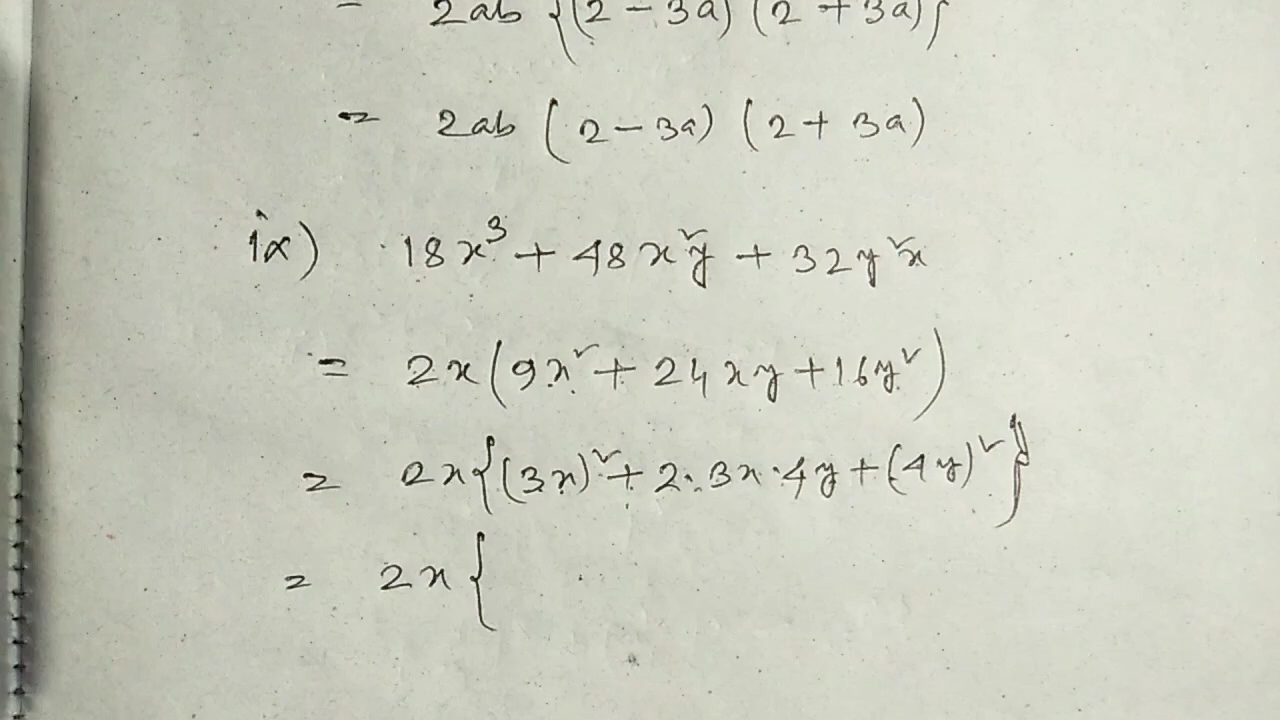 = 2ab {(2 - 3a) (2 + 3a)}
= 2ab (2 - 3a) (2 + 3a)
ix) 18x³ + 48x²y + 32y²x
= 2x(9x² + 24xy + 16y²)
= 2x{(3x)² + 2·3x·4y + (4y)²}
= 2x{